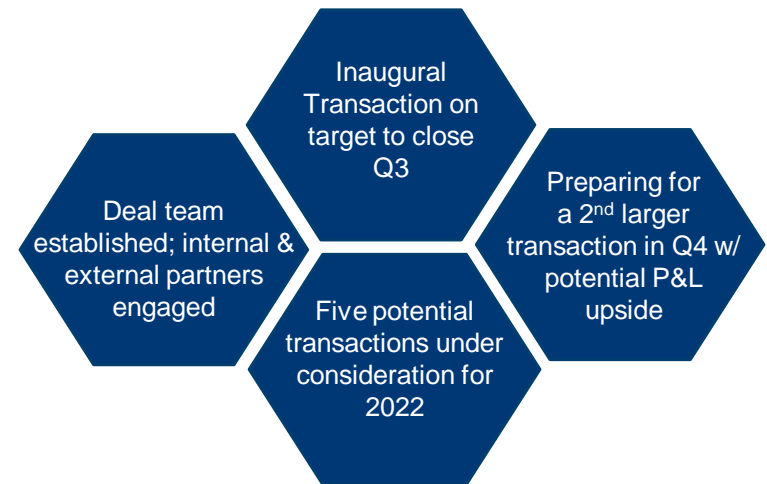 Inaugural
Transaction on
target to close
Q3
Deal team
established; internal &
external partners
engaged
Preparing for
a 2nd larger
transaction in Q4 w/
potential P&L
upside
Five potential
transactions under
consideration for
2022